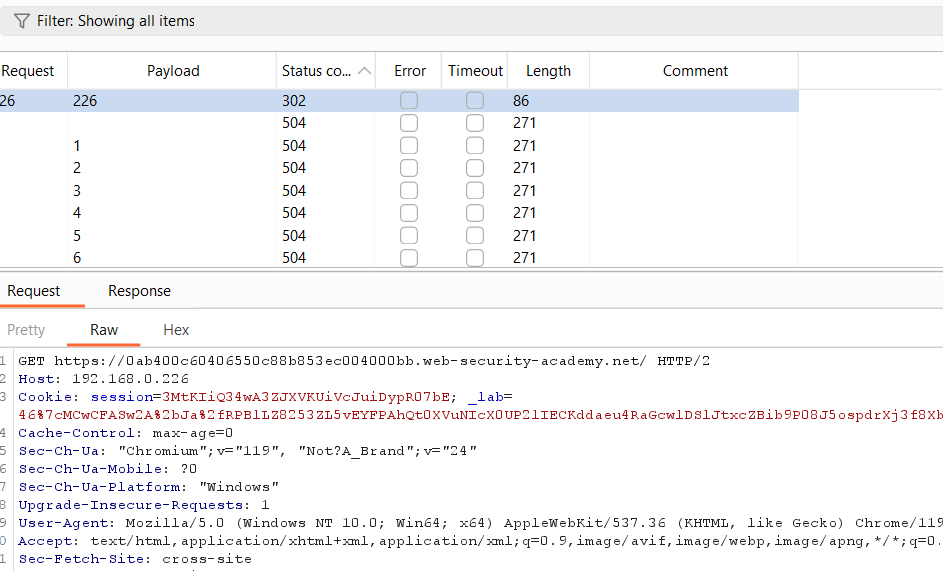 Filter: Showing all items
Request Payload Status co... Error Timeout Length Comment
26 226 302 86
504 271
1 504 271
2 504 271
3 504 271
4 504 271
5 504 271
6 504 271
Request Response
Pretty Raw Hex
1 GET https://0ab400c60406550c88b853ec004000bb.web-security-academy.net/ HTTP/2
2 Host: 192.168.0.226
3 Cookie: session=3MtKIiQ34wA3ZJXVKUiVcJuiDypR07bE; _lab=
46%7cMCwCFASw2A%2bJa%2fRPBlLZ8253ZL5vEYFPAhQt0XVuNIcX0UP2lIECKddaeu4RaGcwlDSlJtxcZBib9P08J5ospdrXj3f8Xb
4 Cache-Control: max-age=0
5 Sec-Ch-Ua: "Chromium";v="119", "Not?A_Brand";v="24"
6 Sec-Ch-Ua-Mobile: ?0
7 Sec-Ch-Ua-Platform: "Windows"
8 Upgrade-Insecure-Requests: 1
9 User-Agent: Mozilla/5.0 (Windows NT 10.0; Win64; x64) AppleWebKit/537.36 (KHTML, like Gecko) Chrome/119
0 Accept: text/html,application/xhtml+xml,application/xml;q=0.9,image/avif,image/webp,image/apng,*/*;q=0.
1 Sec-Fetch-Site: cross-site